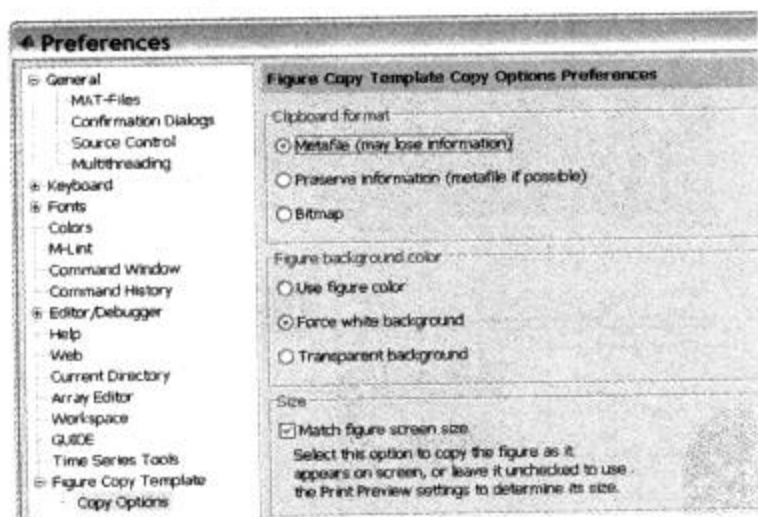 Preferences
General
MAT-Files
Confirmation Dialogs
Source Control
Multithreading
Keyboard
Fonts
Colors
M-Lint
Command Window
Command History
Editor/Debugger
Help
Web
Current Directory
Array Editor
Workspace
GUIDE
Time Series Tools
Figure Copy Template
Copy Options
Figure Copy Template Copy Options Preferences
Clipboard format
Metafile (may lose information)
Preserve information (metafile if possible)
Bitmap
Figure background color
Use figure color
Force white background
Transparent background
Size
Match figure screen size
Select this option to copy the figure as it
appears on screen, or leave it unchecked to use
the Print Preview settings to determine its size.